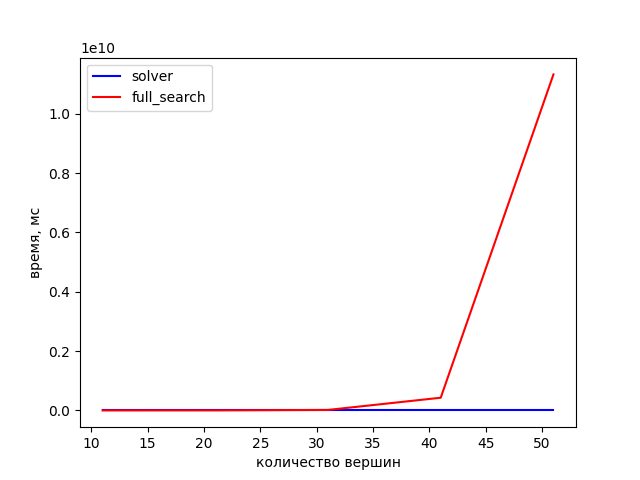 1e10
solver
full_search
1.0
0.8
0.6
0.4
0.2
0.0
время, мс
10 15 20 25 30 35 40 45 50
количество вершин